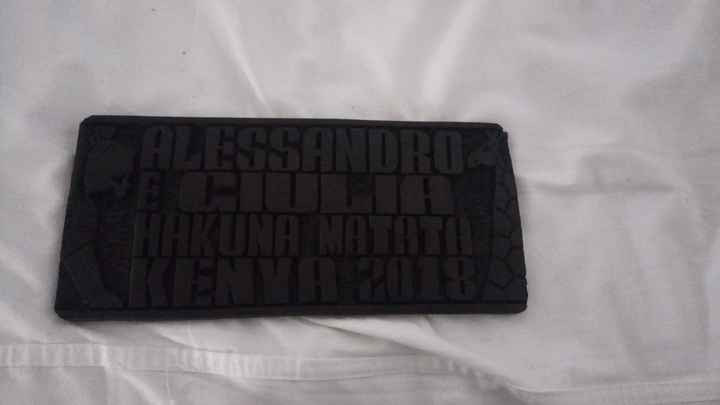 ALESSANDRO
E GIULIA
HAKUNA MATATA
KENYA 2018